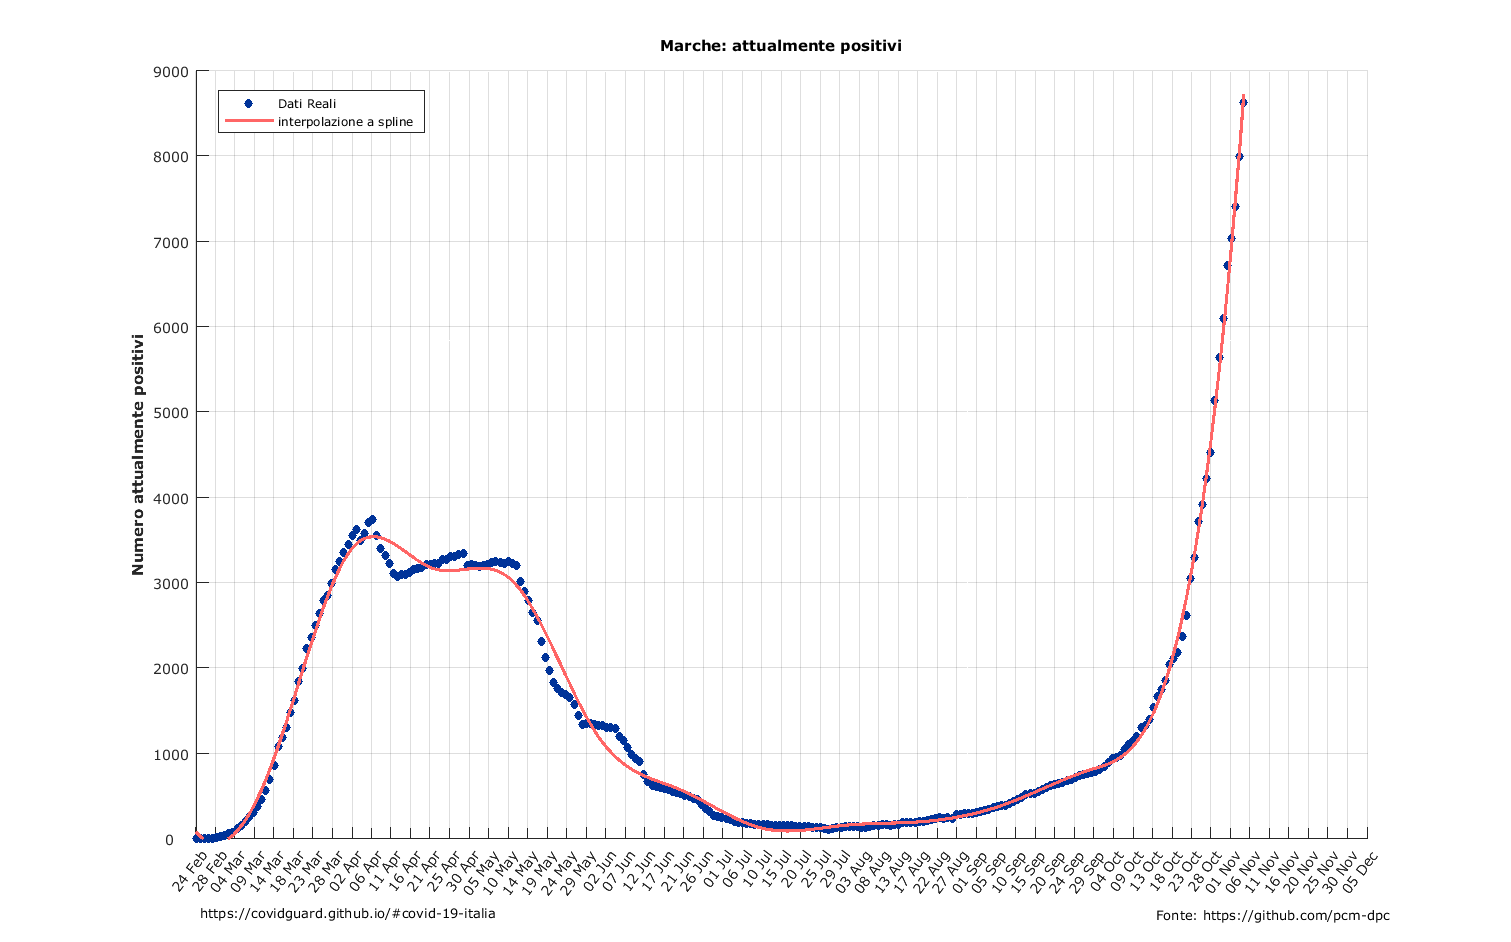 Marche: attualmente positivi
Dati Reali
interpolazione a spline
Numero attualmente positivi
9000
8000
7000
6000
5000
4000
3000
2000
1000
0
24 Feb
28 Feb
04 Mar
09 Mar
14 Mar
18 Mar
23 Mar
28 Mar
02 Apr
06 Apr
11 Apr
16 Apr
21 Apr
25 Apr
30 Apr
05 May
10 May
14 May
19 May
24 May
29 May
02 Jun
07 Jun
12 Jun
17 Jun
21 Jun
26 Jun
01 Jul
06 Jul
10 Jul
15 Jul
20 Jul
25 Jul
29 Jul
03 Aug
08 Aug
13 Aug
17 Aug
22 Aug
27 Aug
01 Sep
05 Sep
10 Sep
15 Sep
20 Sep
24 Sep
29 Sep
04 Oct
09 Oct
13 Oct
18 Oct
23 Oct
28 Oct
01 Nov
06 Nov
11 Nov
16 Nov
20 Nov
25 Nov
30 Nov
05 Dec
https://covidguard.github.io/#covid-19-italia
Fonte: https://github.com/pcm-dpc